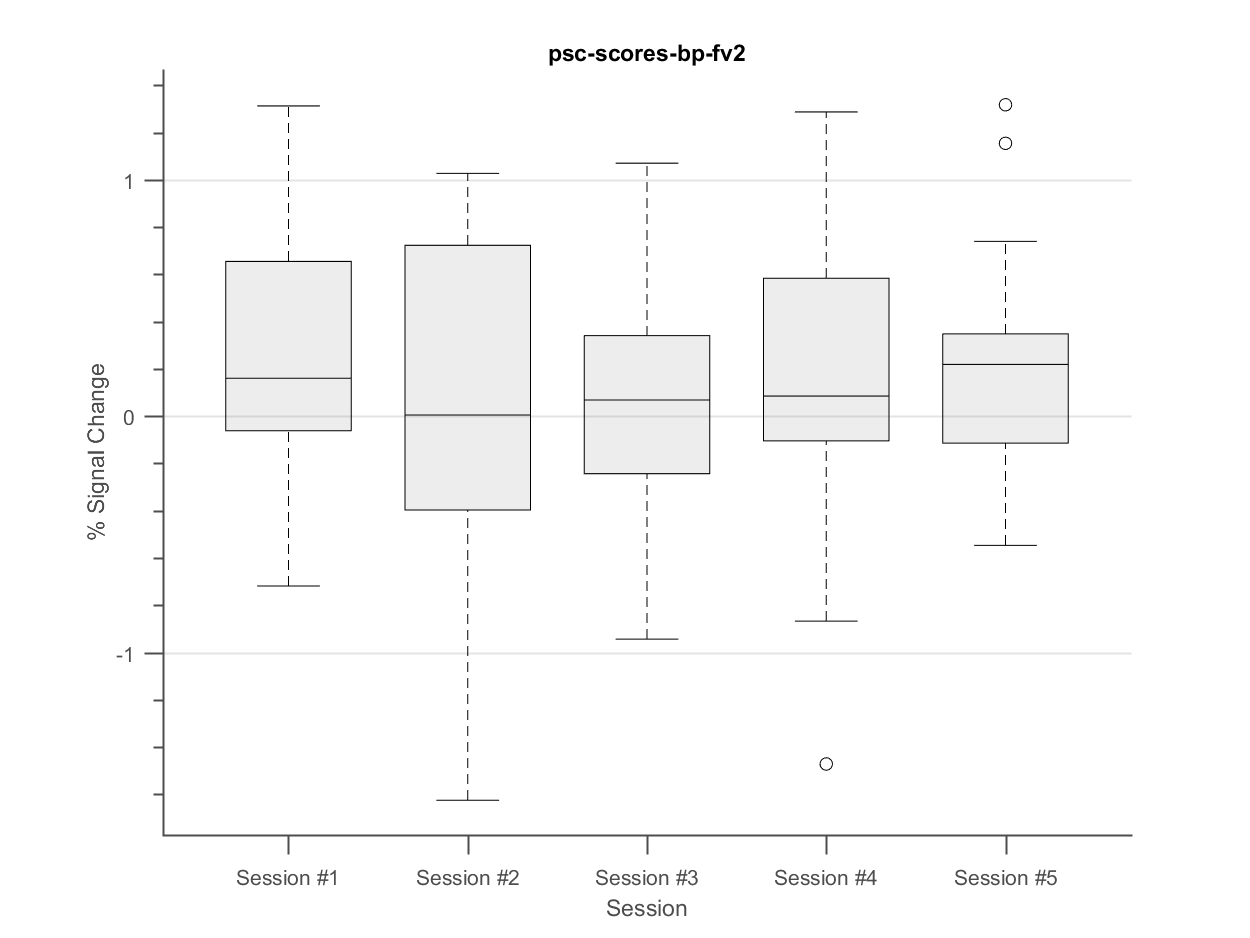 psc-scores-bp-fv2
% Signal Change
1
0
-1
Session #1
Session #2
Session #3
Session #4
Session #5
Session